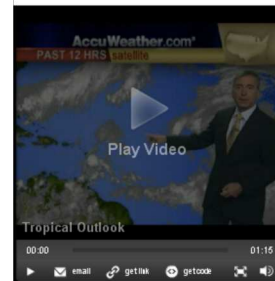 AccuWeather.com®
PAST 12 HRS satellite
Play Video
Tropical Outlook
00:00 01:15
email get link get code